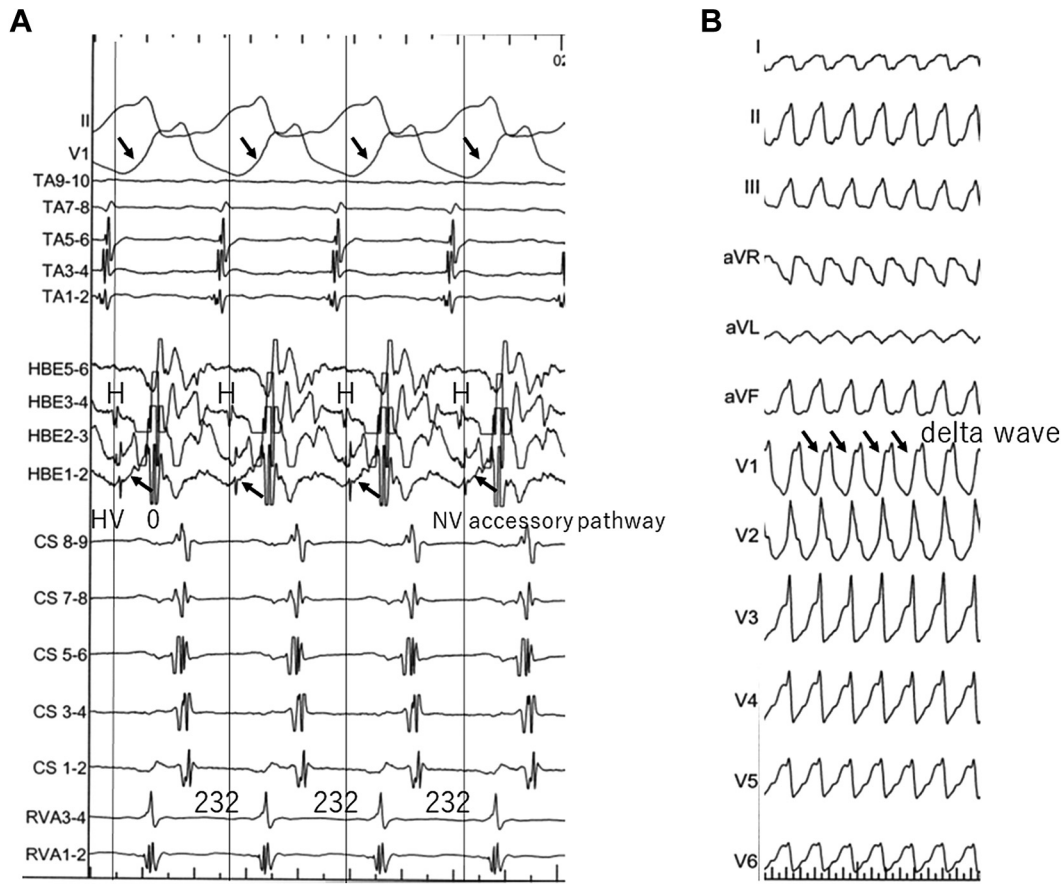 A
02
II
V1
TA9-10
TA7-8
TA5-6
TA3-4
TA1-2
HBE5-6
H H H H
HBE3-4
HBE2-3
HBE1-2
HV 0 NV accessory pathway
CS 8-9
CS 7-8
CS 5-6
CS 3-4
CS 1-2
232 232 232
RVA3-4
RVA1-2
B
I
II
III
aVR
aVL
aVF
delta wave
V1
V2
V3
V4
V5
V6